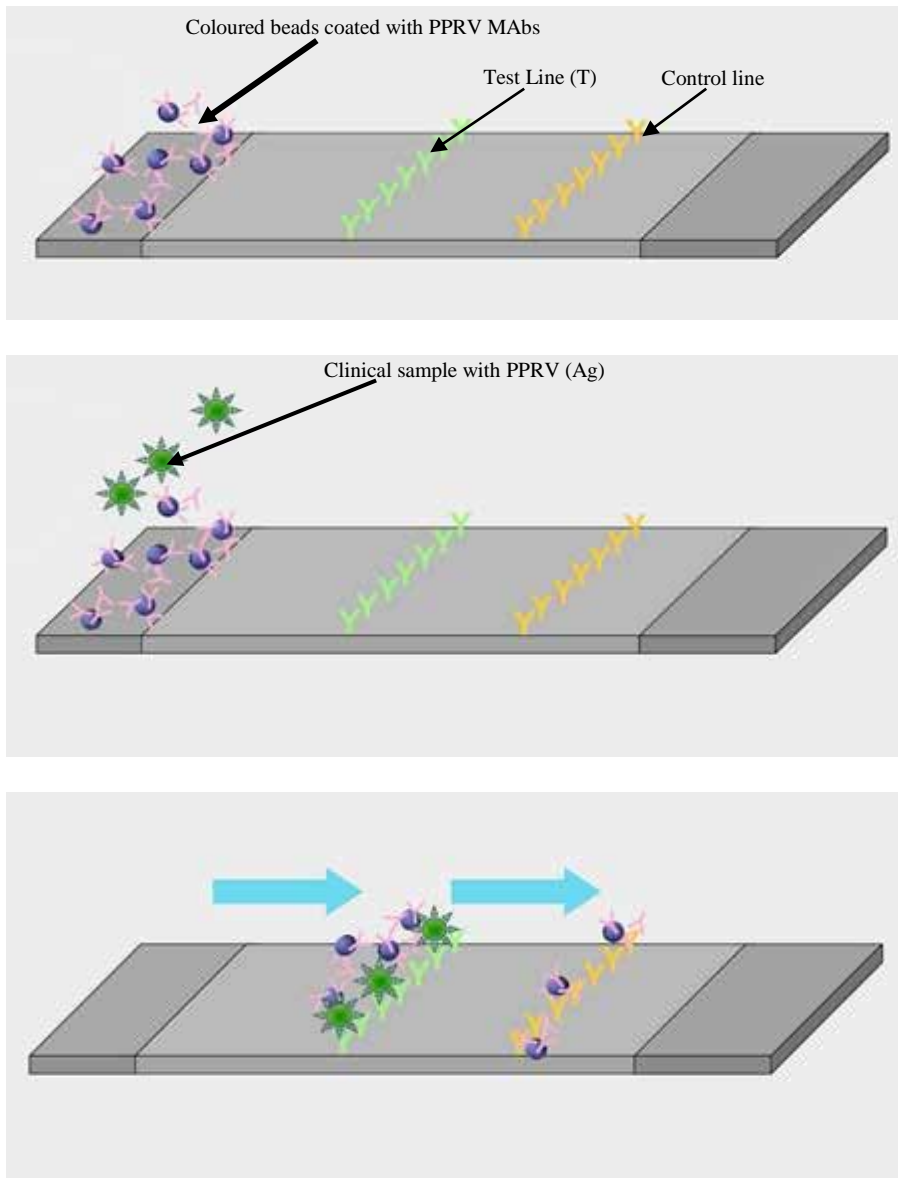 Coloured beads coated with PPRV MAbs
Test Line (T)
Control line
Clinical sample with PPRV (Ag)